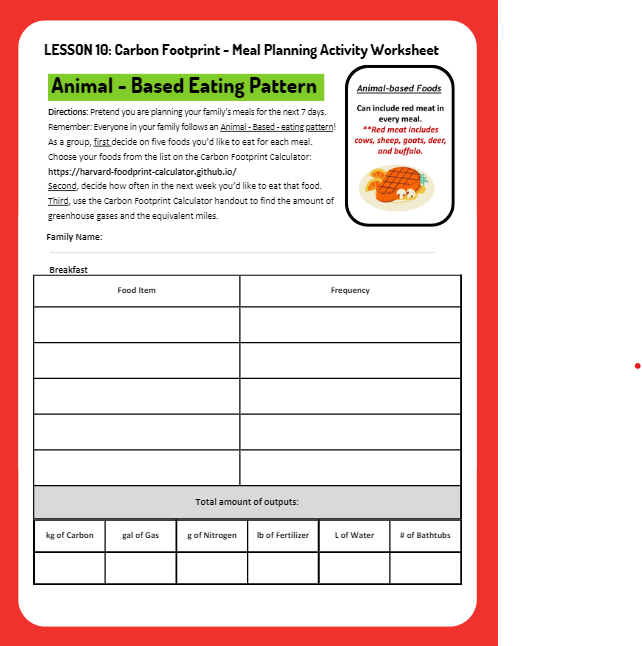 LESSON 10: Carbon Footprint - Meal Planning Activity Worksheet
Animal - Based Eating Pattern
Directions: Pretend you are planning your family's meals for the next 7 days.
Remember: Everyone in your family follows an Animal - Based - eating pattern!
As a group, first decide on five foods you'd like to eat for each meal.
Choose your foods from the list on the Carbon Footprint Calculator:
https://harvard-footprint-calculator.github.io/
Second, decide how often in the next week you'd like to eat that food.
Third, use the Carbon Footprint Calculator handout to find the amount of
greenhouse gases and the equivalent miles.
Animal-based Foods
Can include red meat in
every meal.
**Red meat includes
cows, sheep, goats, deer,
and buffalo.
Family Name:
Breakfast
Food Item
Frequency
Total amount of outputs:
kg of Carbon
gal of Gas
g of Nitrogen
lb of Fertilizer
L of Water
# of Bathtubs